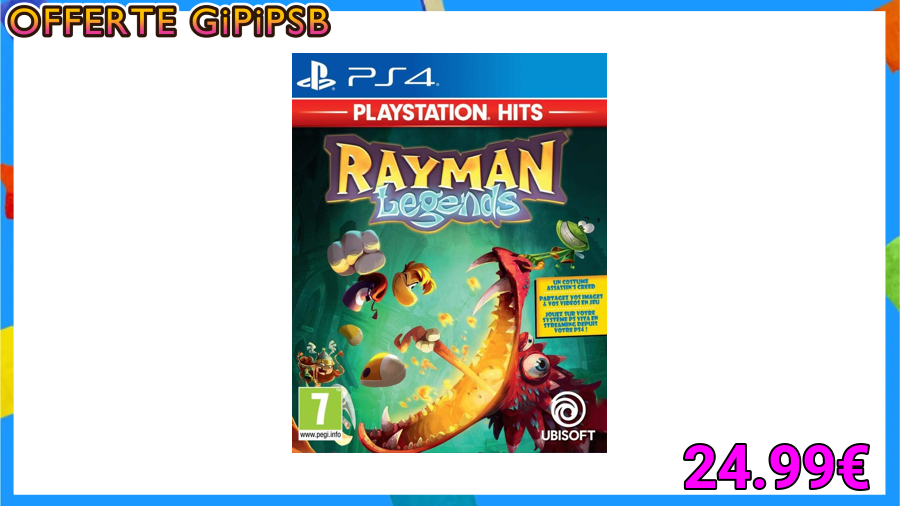 OFFERTE GiPiPSB
PS4
PLAYSTATION HITS
RAYMAN
Legends
UN COSTUME
ASSASSIN'S CREED
PARTAGEZ VOS IMAGES
& VOS VIDEOS EN JEU
JOUEZ SUR VOTRE
SYSTÈME PS VITA EN
STREAMING DEPUIS
VOTRE PS4 !
7
www.pegi.info
UBISOFT
24.99€